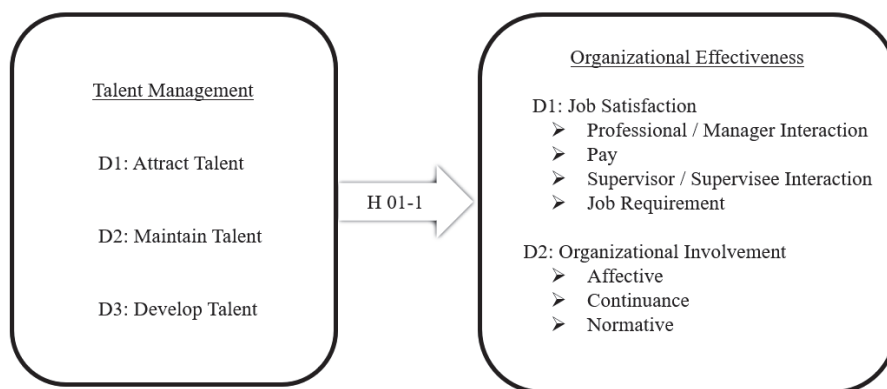 Talent Management
D1: Attract Talent
D2: Maintain Talent
D3: Develop Talent
H 01-1
Organizational Effectiveness
D1: Job Satisfaction
➢ Professional / Manager Interaction
➢ Pay
➢ Supervisor / Supervisee Interaction
➢ Job Requirement
D2: Organizational Involvement
➢ Affective
➢ Continuance
➢ Normative